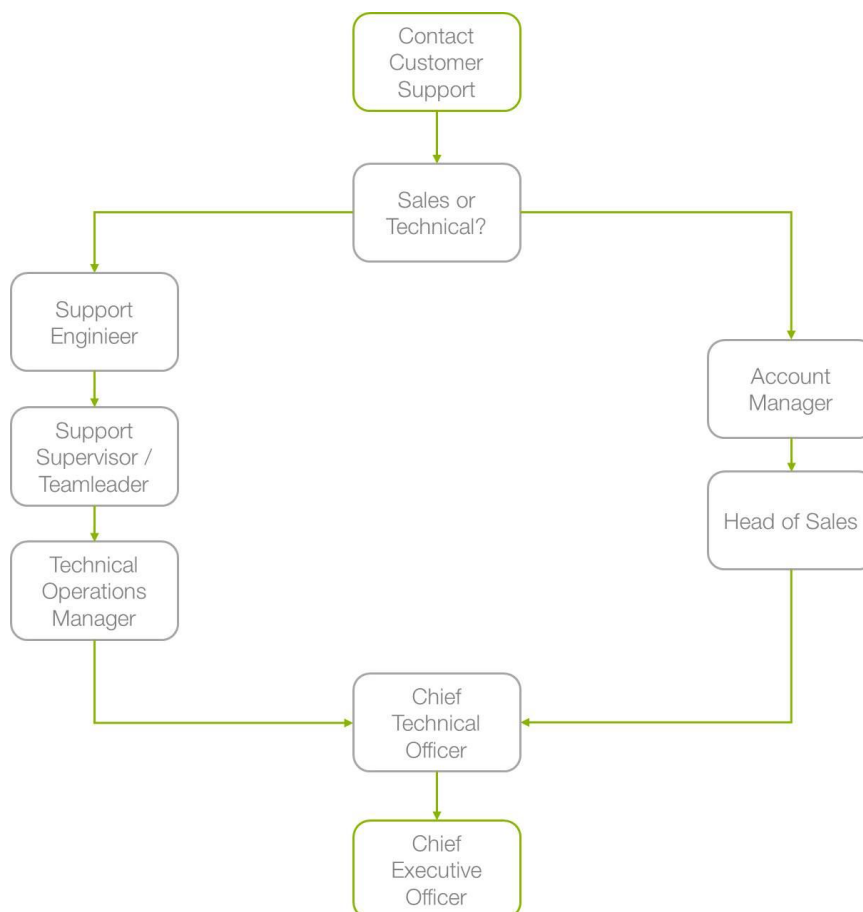 Contact
Customer
Support
Sales or
Technical?
Support
Enginieer
Support
Supervisor /
Teamleader
Technical
Operations
Manager
Account
Manager
Head of Sales
Chief
Technical
Officer
Chief
Executive
Officer